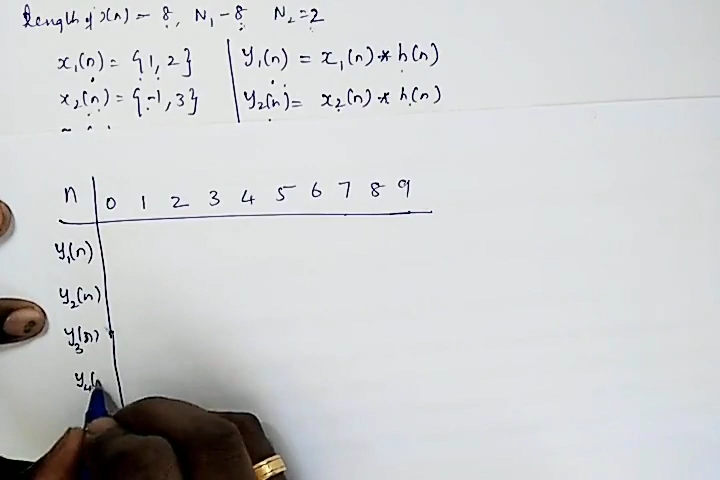 Length of x(n) = 8, N₁ - 8 N₂ = 2
x₁(n) = {1, 2} y₁(n) = x₁(n) * h(n)
x₂(n) = {-1, 3} y₂(n) = x₂(n) * h(n)
n 0 1 2 3 4 5 6 7 8 9
y₁(n)
y₂(n)
y₃(n)
y₄(n